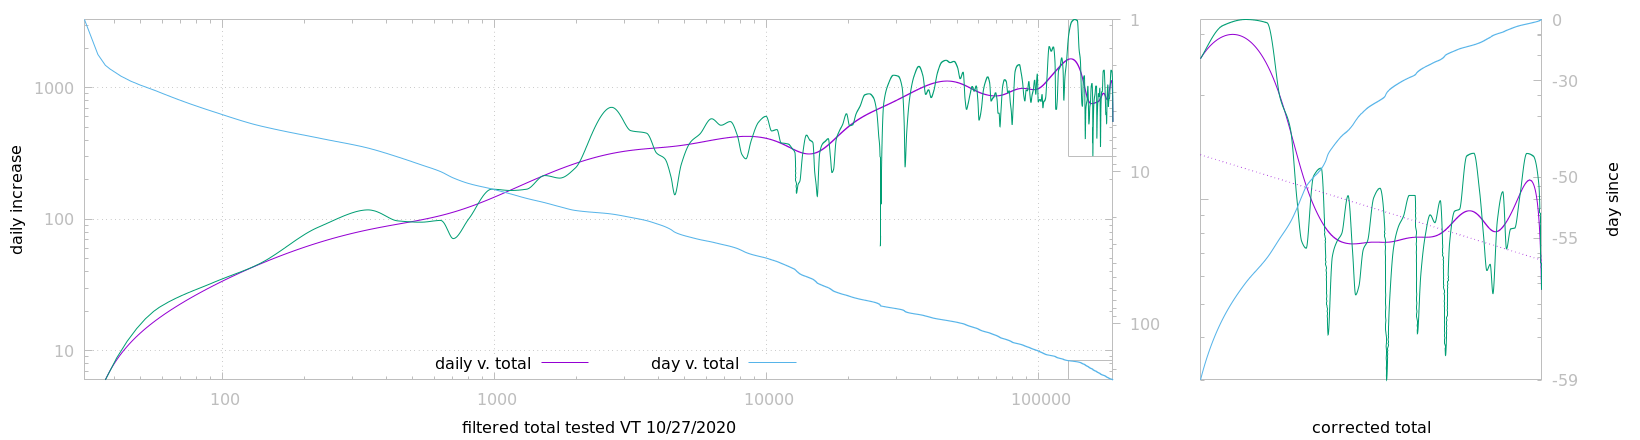 1000
100
10
daily increase
100
1000
10000
100000
filtered total tested VT 10/27/2020
daily v. total
day v. total
1
10
100
0
-30
-50
-55
-59
day since
corrected total